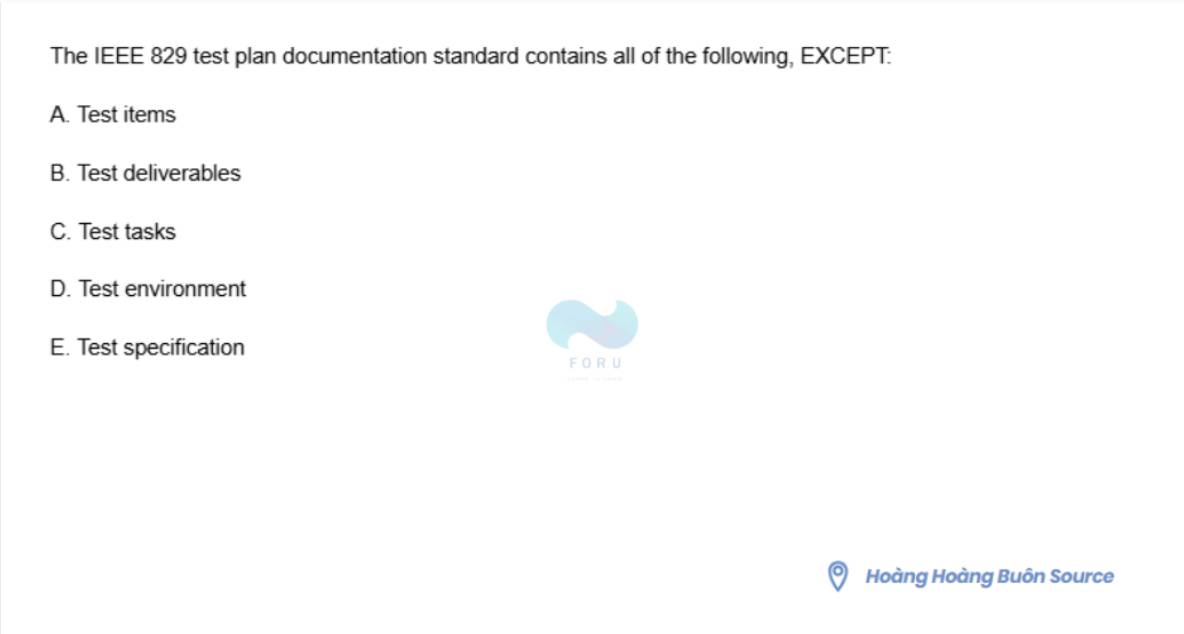 The IEEE 829 test plan documentation standard contains all of the following, EXCEPT:
A. Test items
B. Test deliverables
C. Test tasks
D. Test environment
E. Test specification
FORU
Hoàng Hoàng Buôn Source